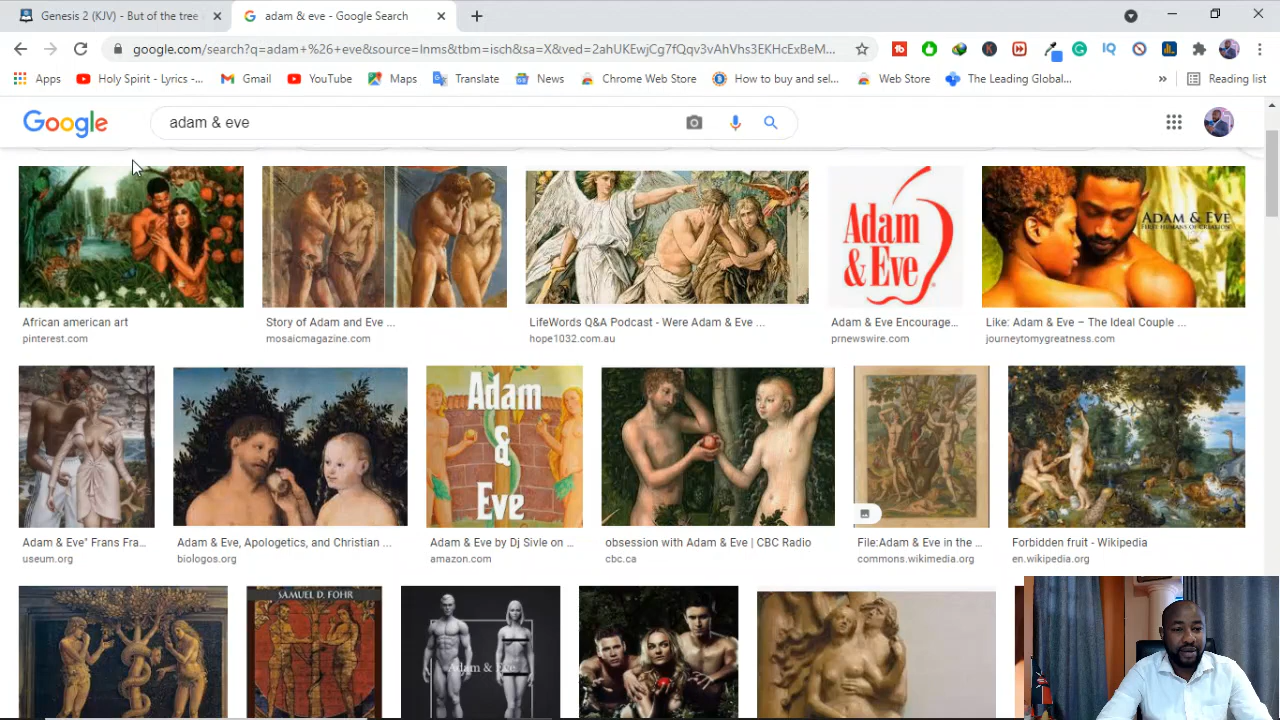 Genesis 2 (KJV) - But of the tree
adam & eve - Google Search
google.com/search?q=adam+%26+eve&source=lnms&tbm=isch&sa=X&ved=2ahUKEwjCg7fQqv3vAhVhs3EKHcExBeM...
Apps
Holy Spirit - Lyrics -...
Gmail
YouTube
Maps
Translate
News
Chrome Web Store
How to buy and sel...
Web Store
The Leading Global...
»
Reading list
Google
adam & eve
Adam
& Eve
ADAM & EVE
FIRST HUMANS OF CREATION
African american art
pinterest.com
Story of Adam and Eve ...
mosaicmagazine.com
LifeWords Q&A Podcast - Were Adam & Eve ...
hope1032.com.au
Adam & Eve Encourage...
prnewswire.com
Like: Adam & Eve – The Ideal Couple ...
journeytomygreatness.com
Adam
&
Eve
Adam & Eve" Frans Fra...
useum.org
Adam & Eve, Apologetics, and Christian ...
biologos.org
Adam & Eve by Dj Sivle on ...
amazon.com
obsession with Adam & Eve | CBC Radio
cbc.ca
File:Adam & Eve in the ...
commons.wikimedia.org
Forbidden fruit - Wikipedia
en.wikipedia.org
SAMUEL D. FOHR
Adam & Eve